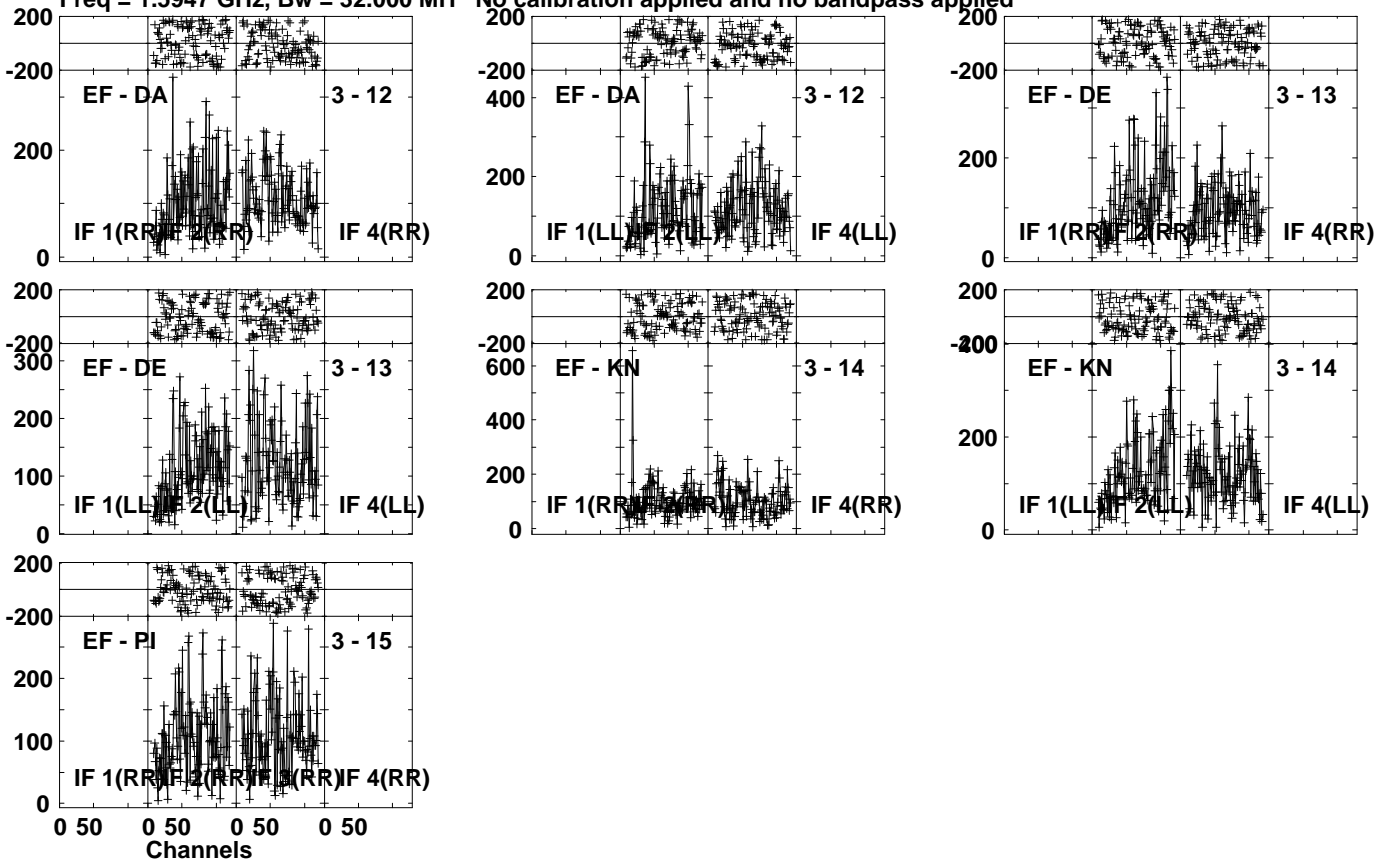 Freq = 1.5947 GHz, Bw = 32.000 MH No calibration applied and no bandpass applied
200
-200
EF - DA 3 - 12
200
0
IF 1(RR) IF 2(RR) IF 4(RR)
200
-200
EF - DA 3 - 12
400
200
0
IF 1(LL) IF 2(LL) IF 4(LL)
200
-200
EF - DE 3 - 13
200
0
IF 1(RR) IF 2(RR) IF 4(RR)
200
-200
EF - DE 3 - 13
300
200
100
0
IF 1(LL) IF 2(LL) IF 4(LL)
200
-200
EF - KN 3 - 14
600
400
200
0
IF 1(RR) IF 2(RR) IF 4(RR)
200
-200
400
EF - KN 3 - 14
200
0
IF 1(LL) IF 2(LL) IF 4(LL)
200
-200
EF - PI 3 - 15
200
100
0
IF 1(RR) IF 2(RR) IF 3(RR) IF 4(RR)
0 50 0 50 0 50 0 50
Channels